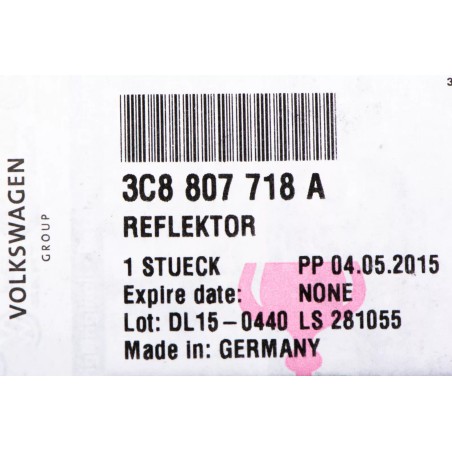 3
VOLKSWAGEN
GROUP
3C8 807 718 A
REFLEKTOR
1 STUECK PP 04.05.2015
Expire date: NONE
Lot: DL15-0440 LS 281055
Made in: GERMANY